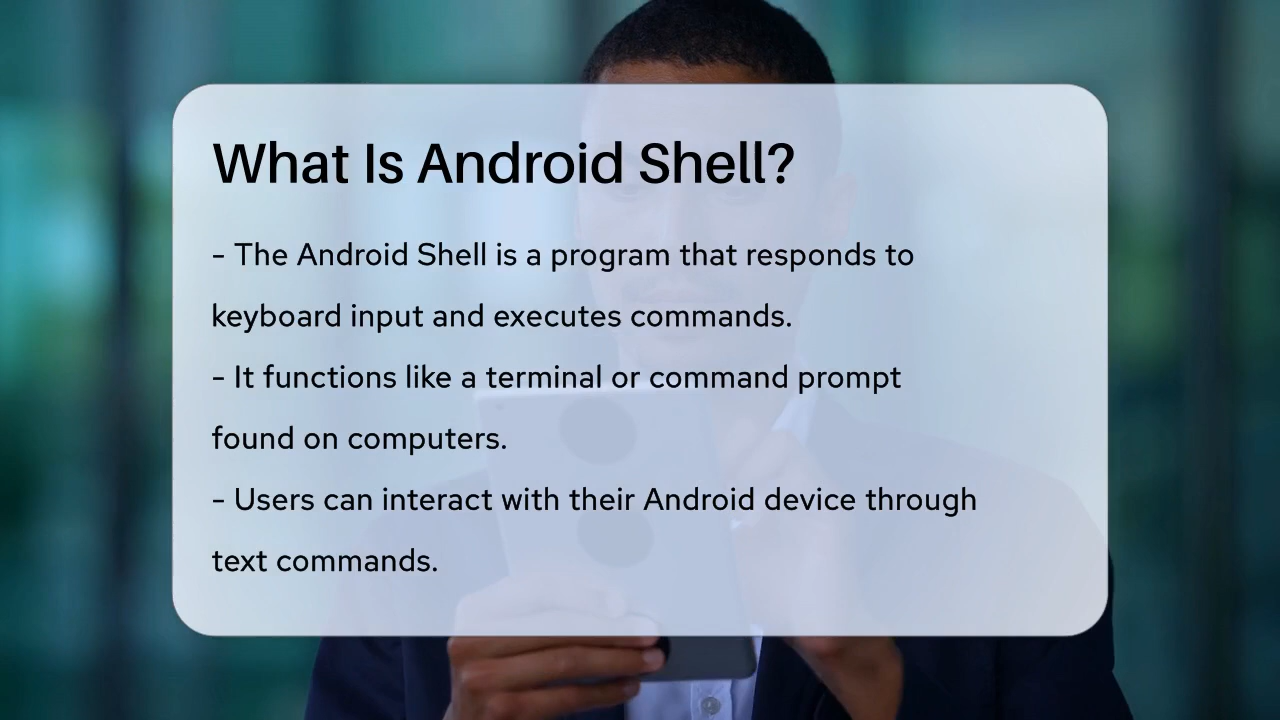 What Is Android Shell?
- The Android Shell is a program that responds to
keyboard input and executes commands.
- It functions like a terminal or command prompt
found on computers.
- Users can interact with their Android device through
text commands.